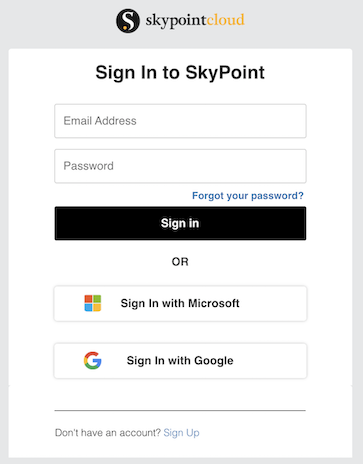 skypointcloud
Sign In to SkyPoint
Email Address
Password
Forgot your password?
Sign in
OR
Sign In with Microsoft
Sign In with Google
Don't have an account? Sign Up